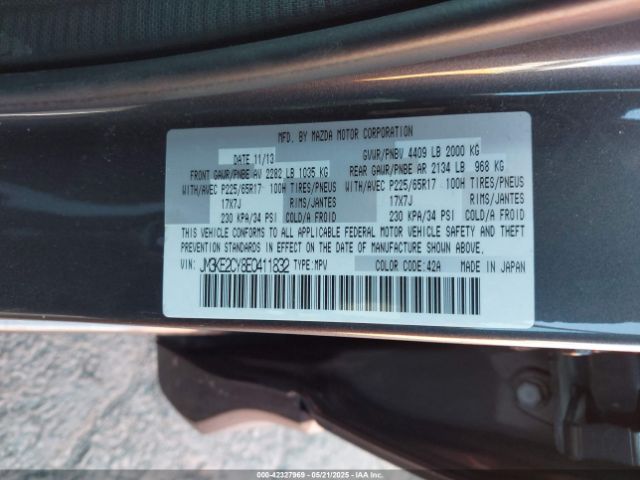 MFD. BY MAZDA MOTOR CORPORATION
DATE 11/13 GVWR/PNBV 4409 LB 2000 KG
FRONT GAWR/PNBE AV 2282 LB 1035 KG REAR GAWR/PNBE AR 2134 LB 968 KG
WITH/AVEC P225/65R17 100H TIRES/PNEUS WITH/AVEC P225/65R17 100H TIRES/PNEUS
17X7J RIMS/JANTES 17X7J RIMS/JANTES
230 KPA/34 PSI COLD/A FROID 230 KPA/34 PSI COLD/A FROID
THIS VEHICLE CONFORMS TO ALL APPLICABLE FEDERAL MOTOR VEHICLE SAFETY, BUMPER, AND THEFT
PREVENTION STANDARDS IN EFFECT ON THE DATE OF MANUFACTURE SHOWN ABOVE.
VIN: JM3KE2CY8E0411832 TYPE:MPV COLOR CODE:42A MADE IN JAPAN
000-42327969 — 05/21/2025 — IAA Inc.